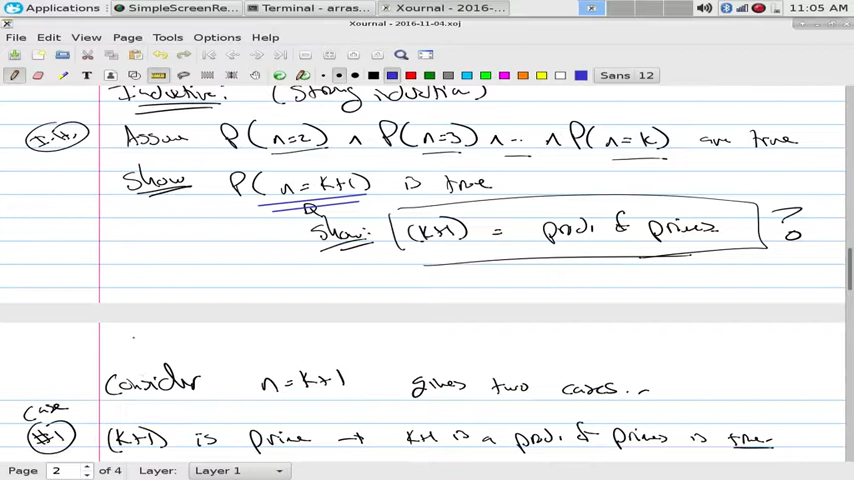 Applications SimpleScreenRe... Terminal - arras... Xournal - 2016-... 11:05 AM
Xournal - 2016-11-04.xoj
File Edit View Page Tools Options Help
Sans 12
Inductive: (Strong induction)
I.H. Assume P(n=2) ∧ P(n=3) ∧ ... ∧ P(n=k) are true
Show P(n=k+1) is true
Show: (k+1) = prod. of primes ?
Consider n=k+1 gives two cases...
Case
#1 (k+1) is prime → k+1 is a prod. of primes is true.
Page 2 of 4 Layer: Layer 1